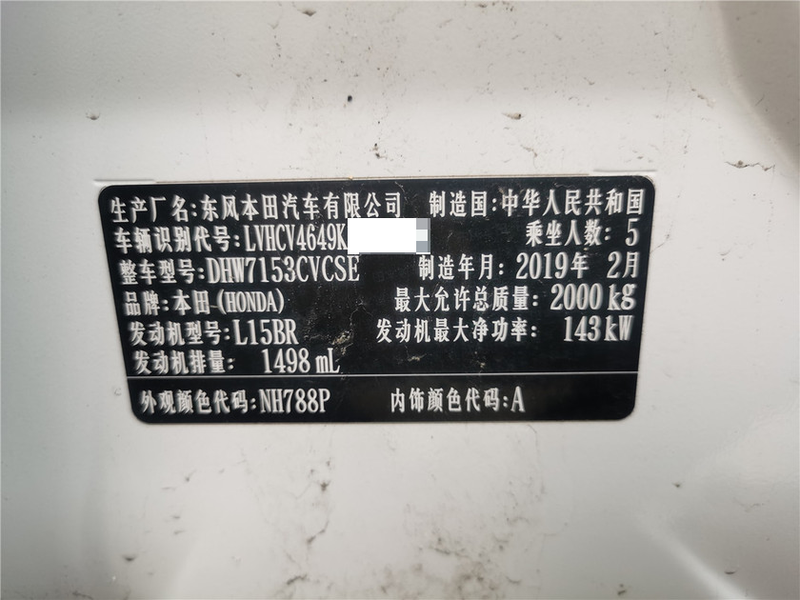 生产厂名:东风本田汽车有限公司 制造国:中华人民共和国
车辆识别代号:LVHCV4649K 乘坐人数:5
整车型号:DHW7153CVCSE 制造年月:2019年 2月
品牌:本田-(HONDA) 最大允许总质量:2000kg
发动机型号:L15BR 发动机最大净功率:143kW
发动机排量:1498mL
外观颜色代码:NH788P 内饰颜色代码:A